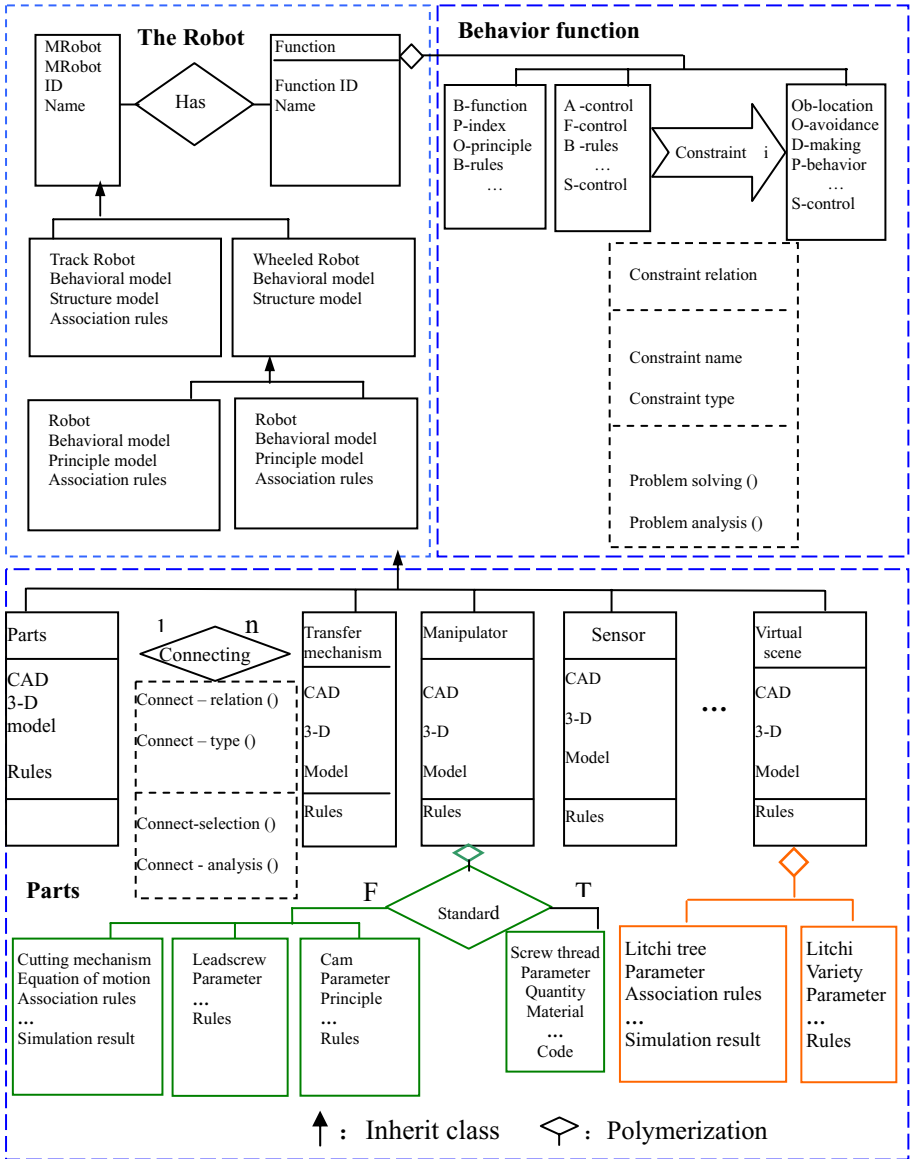 The Robot
MRobot
MRobot
ID
Name
Has
Function
Function ID
Name
Track Robot
Behavioral model
Structure model
Association rules
Wheeled Robot
Behavioral model
Structure model
Robot
Behavioral model
Principle model
Association rules
Robot
Behavioral model
Principle model
Association rules
Behavior function
B-function
P-index
O-principle
B-rules
…
A -control
F-control
B -rules
…
S-control
Constraint i
Ob-location
O-avoidance
D-making
P-behavior
…
S-control
Constraint relation
Constraint name
Constraint type
Problem solving ()
Problem analysis ()
Parts
CAD
3-D
model
Rules
1 n
Connecting
Connect – relation ()
Connect – type ()
Connect-selection ()
Connect - analysis ()
Transfer
mechanism
CAD
3-D
Model
Rules
Manipulator
CAD
3-D
Model
Rules
Sensor
CAD
3-D
Model
Rules
...
Virtual
scene
CAD
3-D
Model
Rules
Parts
F
T
Standard
Cutting mechanism
Equation of motion
Association rules
...
Simulation result
Leadscrew
Parameter
...
Rules
Cam
Parameter
Principle
...
Rules
Screw thread
Parameter
Quantity
Material
...
Code
Litchi tree
Parameter
Association rules
...
Simulation result
Litchi
Variety
Parameter
...
Rules
: Inherit class
: Polymerization